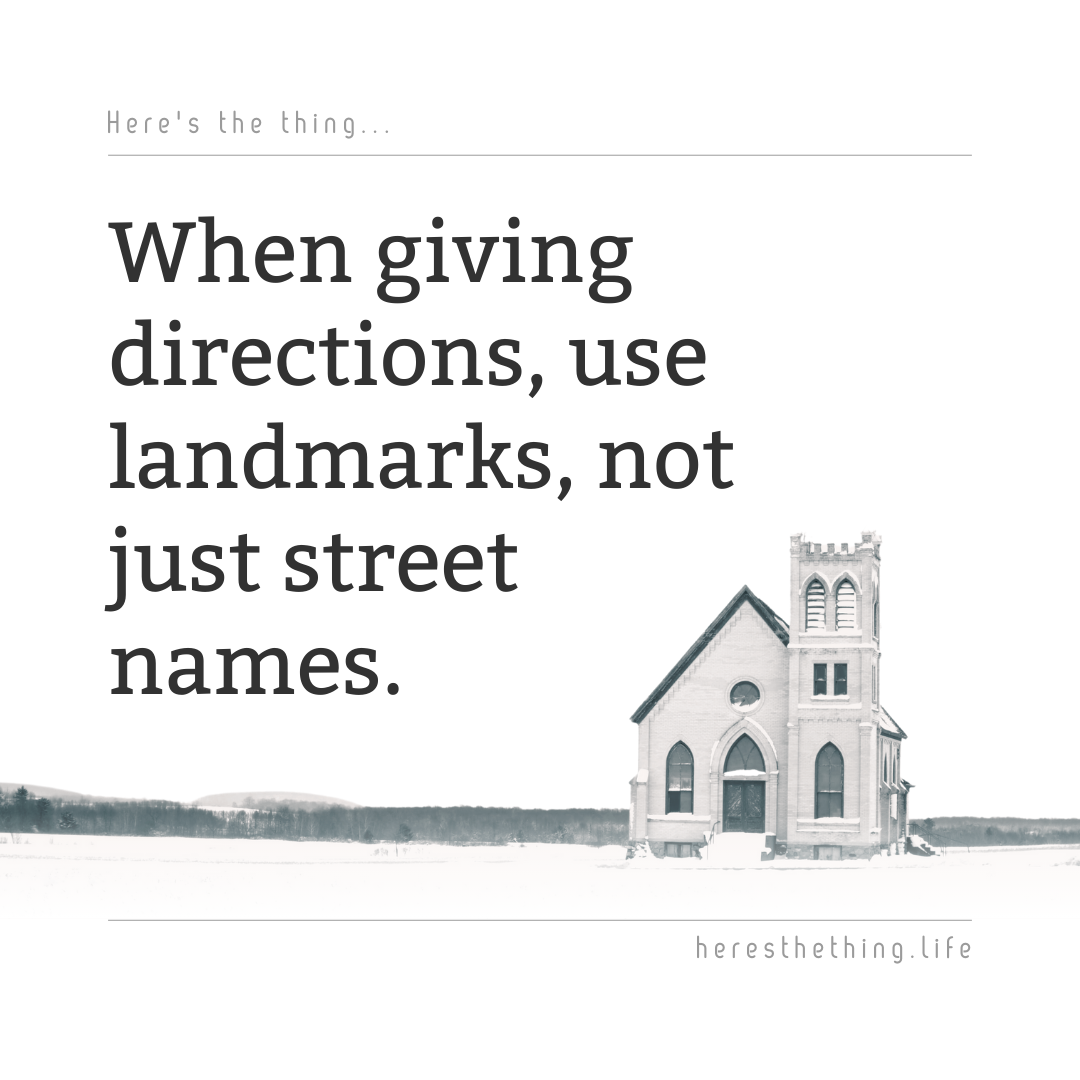 Here's the thing...
When giving
directions, use
landmarks, not
just street
names.
heresthething.life